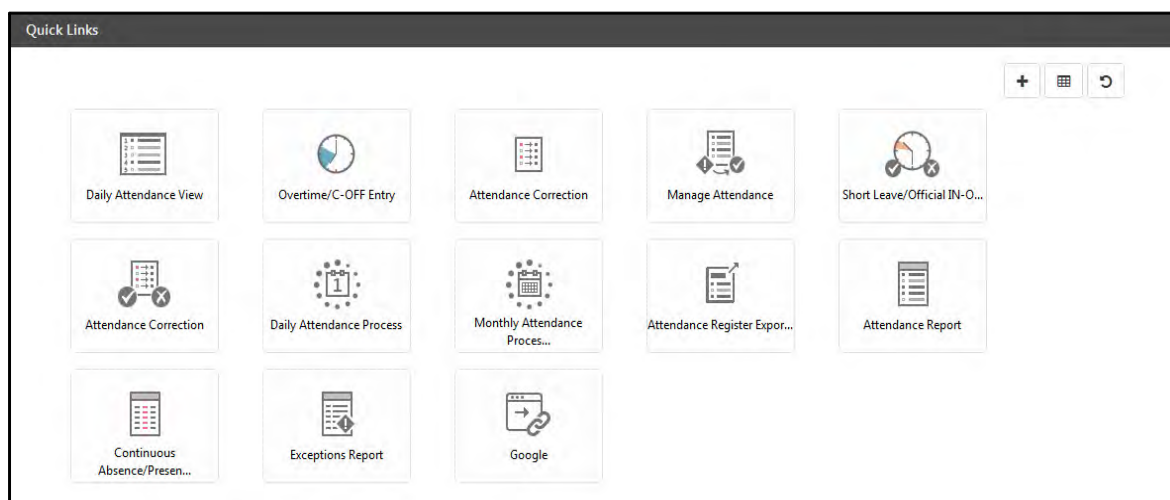 Quick Links
Daily Attendance View
Overtime/C-OFF Entry
Attendance Correction
Manage Attendance
Short Leave/Official IN-O...
Attendance Correction
Daily Attendance Process
Monthly Attendance
Proces...
Attendance Register Expor...
Attendance Report
Continuous
Absence/Presen...
Exceptions Report
Google